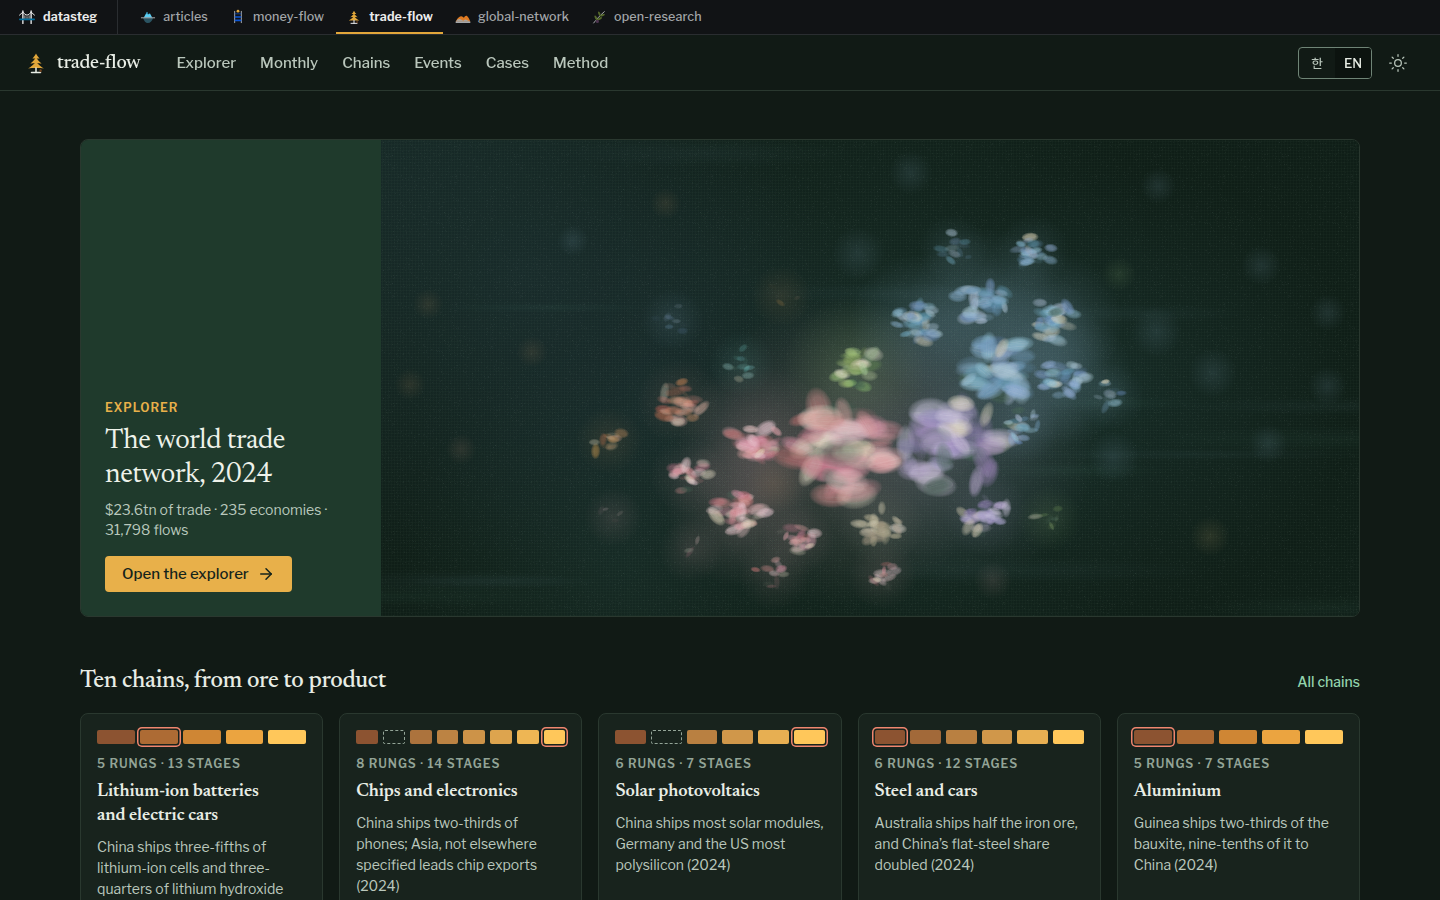 datasteg
articles
money-flow
trade-flow
global-network
open-research
trade-flow
Explorer
Monthly
Chains
Events
Cases
Method
한
EN
EXPLORER
The world trade
network, 2024
$23.6tn of trade · 235 economies ·
31,798 flows
Open the explorer
Ten chains, from ore to product
All chains
5 RUNGS · 13 STAGES
Lithium-ion batteries
and electric cars
China ships three-fifths of
lithium-ion cells and three-
quarters of lithium hydroxide
8 RUNGS · 14 STAGES
Chips and electronics
China ships two-thirds of
phones; Asia, not elsewhere
specified leads chip exports
(2024)
6 RUNGS · 7 STAGES
Solar photovoltaics
China ships most solar modules,
Germany and the US most
polysilicon (2024)
6 RUNGS · 12 STAGES
Steel and cars
Australia ships half the iron ore,
and China’s flat-steel share
doubled (2024)
5 RUNGS · 7 STAGES
Aluminium
Guinea ships two-thirds of the
bauxite, nine-tenths of it to
China (2024)